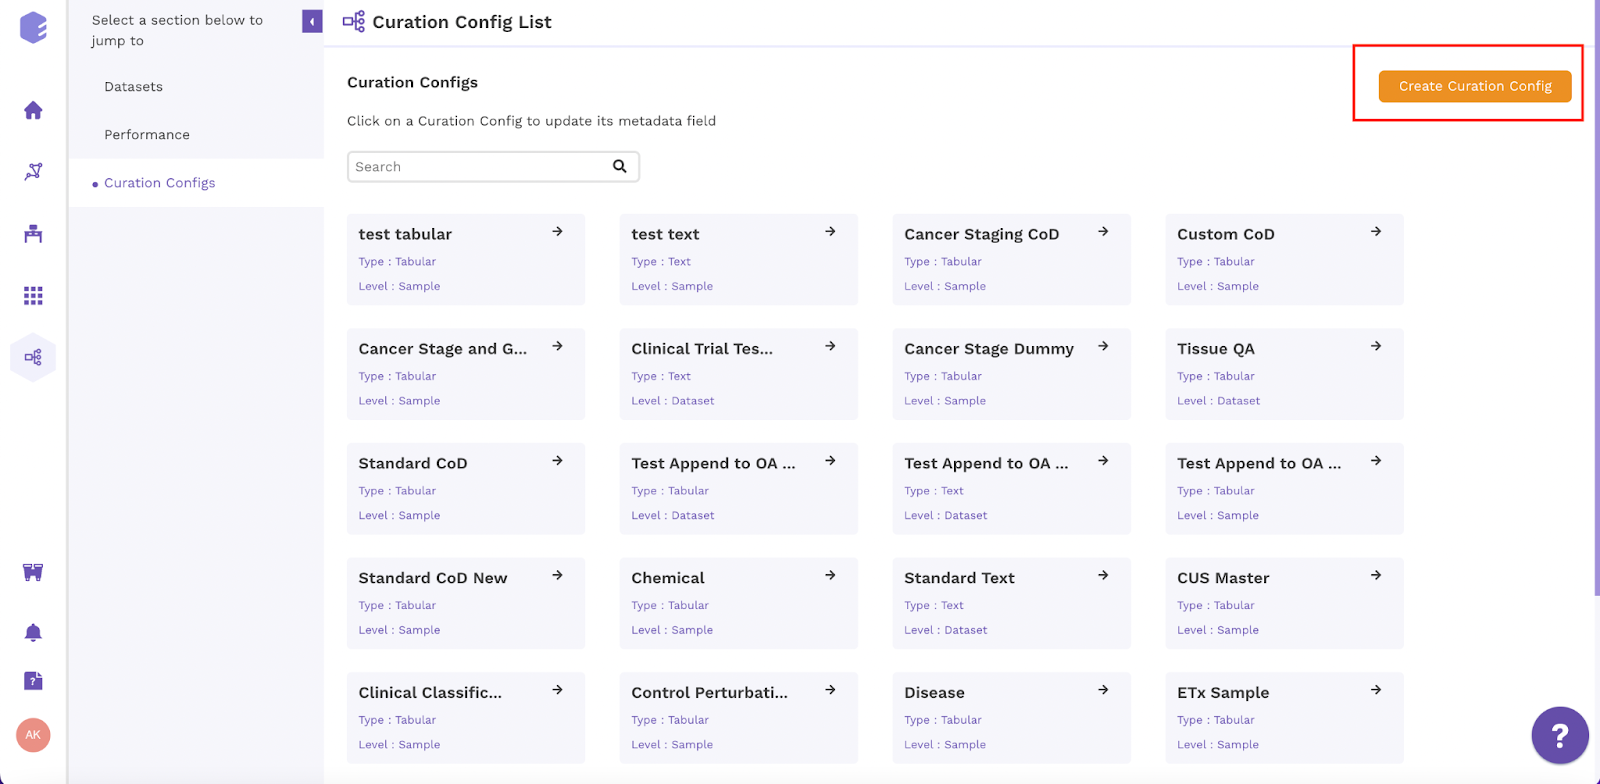 Select a section below to
jump to
Datasets
Performance
Curation Configs
AK
Curation Config List
Curation Configs
Create Curation Config
Click on a Curation Config to update its metadata field
Search
test tabular
Type : Tabular
Level : Sample
test text
Type : Text
Level : Sample
Cancer Staging CoD
Type : Tabular
Level : Sample
Custom CoD
Type : Tabular
Level : Sample
Cancer Stage and G...
Type : Tabular
Level : Sample
Clinical Trial Tes...
Type : Text
Level : Dataset
Cancer Stage Dummy
Type : Tabular
Level : Sample
Tissue QA
Type : Tabular
Level : Dataset
Standard CoD
Type : Tabular
Level : Sample
Test Append to OA ...
Type : Tabular
Level : Dataset
Test Append to OA ...
Type : Text
Level : Dataset
Test Append to OA ...
Type : Tabular
Level : Sample
Standard CoD New
Type : Tabular
Level : Sample
Chemical
Type : Tabular
Level : Sample
Standard Text
Type : Text
Level : Dataset
CUS Master
Type : Tabular
Level : Sample
Clinical Classific...
Type : Tabular
Level : Sample
Control Perturbati...
Type : Tabular
Level : Sample
Disease
Type : Tabular
Level : Sample
ETx Sample
Type : Tabular
Level : Sample
?